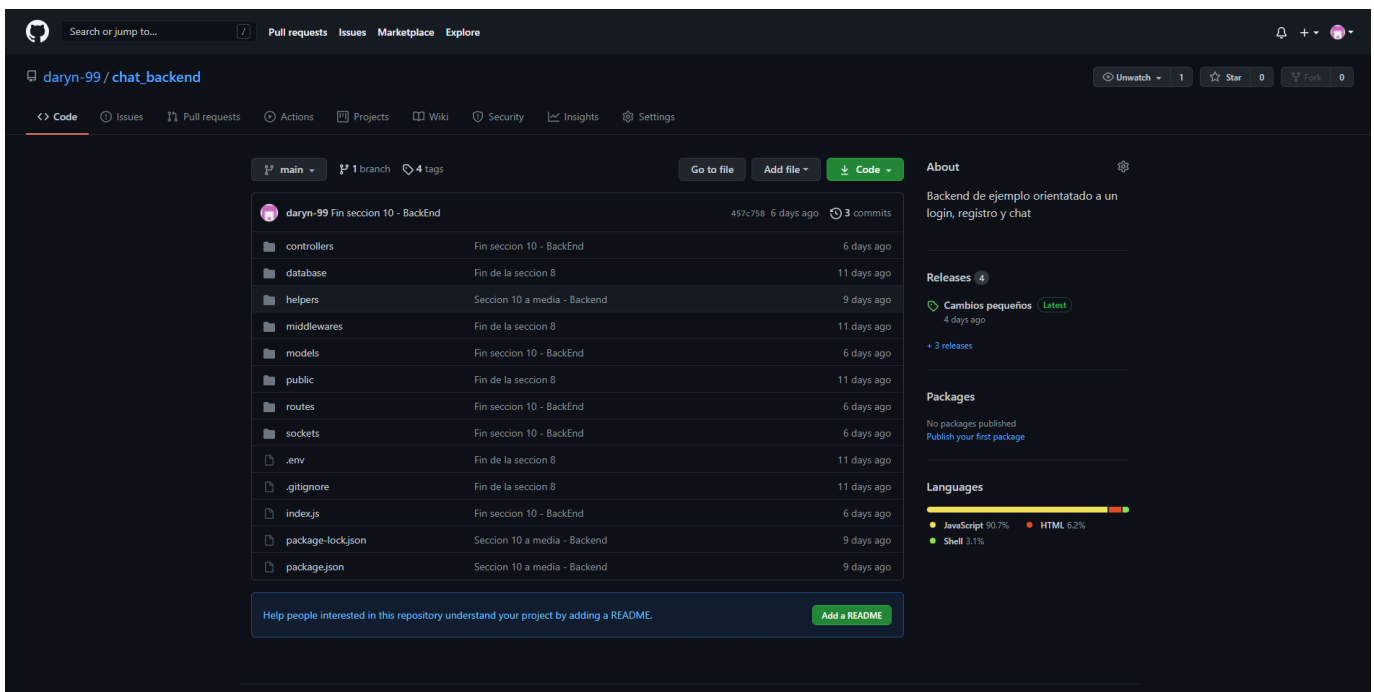 Search or jump to... / Pull requests Issues Marketplace Explore
daryn-99 / chat_backend Unwatch 1 Star 0 Fork 0
<> Code Issues Pull requests Actions Projects Wiki Security Insights Settings
main 1 branch 4 tags Go to file Add file Code
daryn-99 Fin seccion 10 - BackEnd 457c758 6 days ago 3 commits
controllers Fin seccion 10 - BackEnd 6 days ago
database Fin de la seccion 8 11 days ago
helpers Seccion 10 a media - Backend 9 days ago
middlewares Fin de la seccion 8 11 days ago
models Fin seccion 10 - BackEnd 6 days ago
public Fin de la seccion 8 11 days ago
routes Fin seccion 10 - BackEnd 6 days ago
sockets Fin seccion 10 - BackEnd 6 days ago
.env Fin de la seccion 8 11 days ago
.gitignore Fin de la seccion 8 11 days ago
index.js Fin seccion 10 - BackEnd 6 days ago
package-lock.json Seccion 10 a media - Backend 9 days ago
package.json Seccion 10 a media - Backend 9 days ago
Help people interested in this repository understand your project by adding a README. Add a README
About
Backend de ejemplo orientatado a un
login, registro y chat
Releases 4
Cambios pequeños Latest
4 days ago
+ 3 releases
Packages
No packages published
Publish your first package
Languages
JavaScript 90.7% HTML 6.2%
Shell 3.1%